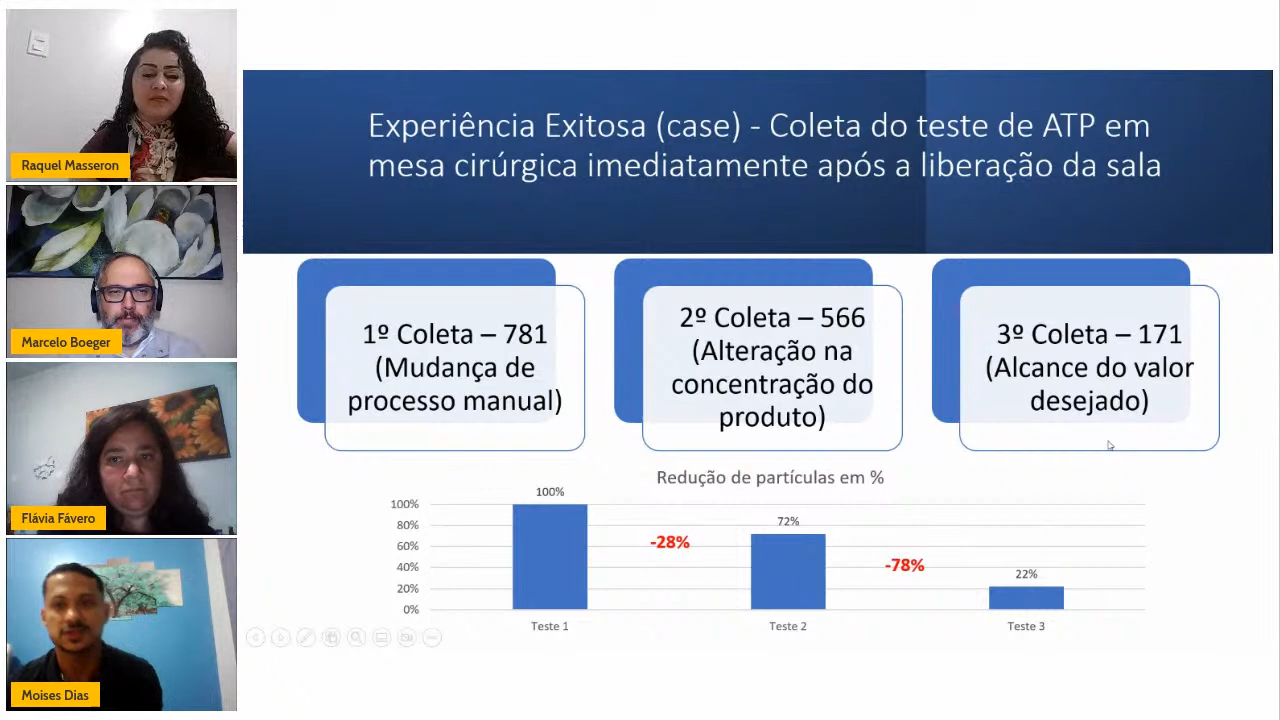 Raquel Masseron
Marcelo Boeger
Flávia Fávero
Moises Dias
Experiência Exitosa (case) - Coleta do teste de ATP em
mesa cirúrgica imediatamente após a liberação da sala
1º Coleta – 781
(Mudança de
processo manual)
2º Coleta – 566
(Alteração na
concentração do
produto)
3º Coleta – 171
(Alcance do valor
desejado)
Redução de partículas em %
100%
80%
60%
40%
20%
0%
100%
-28%
72%
-78%
22%
Teste 1
Teste 2
Teste 3